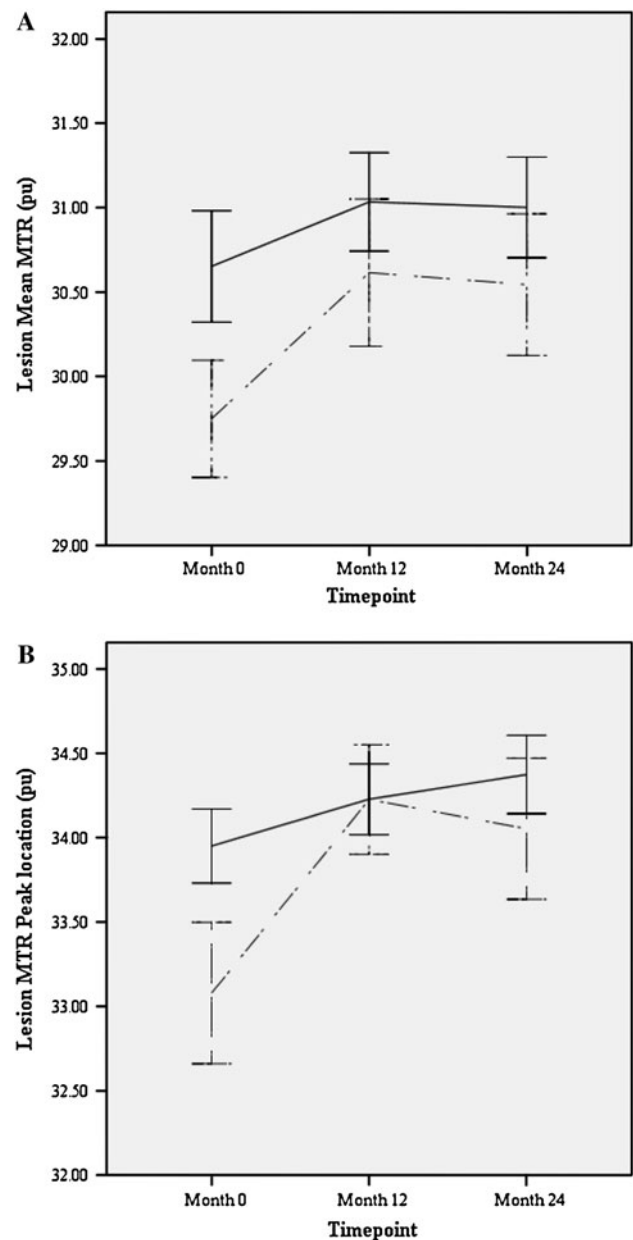 A
Lesion Mean MTR (pu)
32.00
31.50
31.00
30.50
30.00
29.50
29.00
Month 0
Month 12
Month 24
Timepoint
B
Lesion MTR Peak location (pu)
35.00
34.50
34.00
33.50
33.00
32.50
32.00
Month 0
Month 12
Month 24
Timepoint